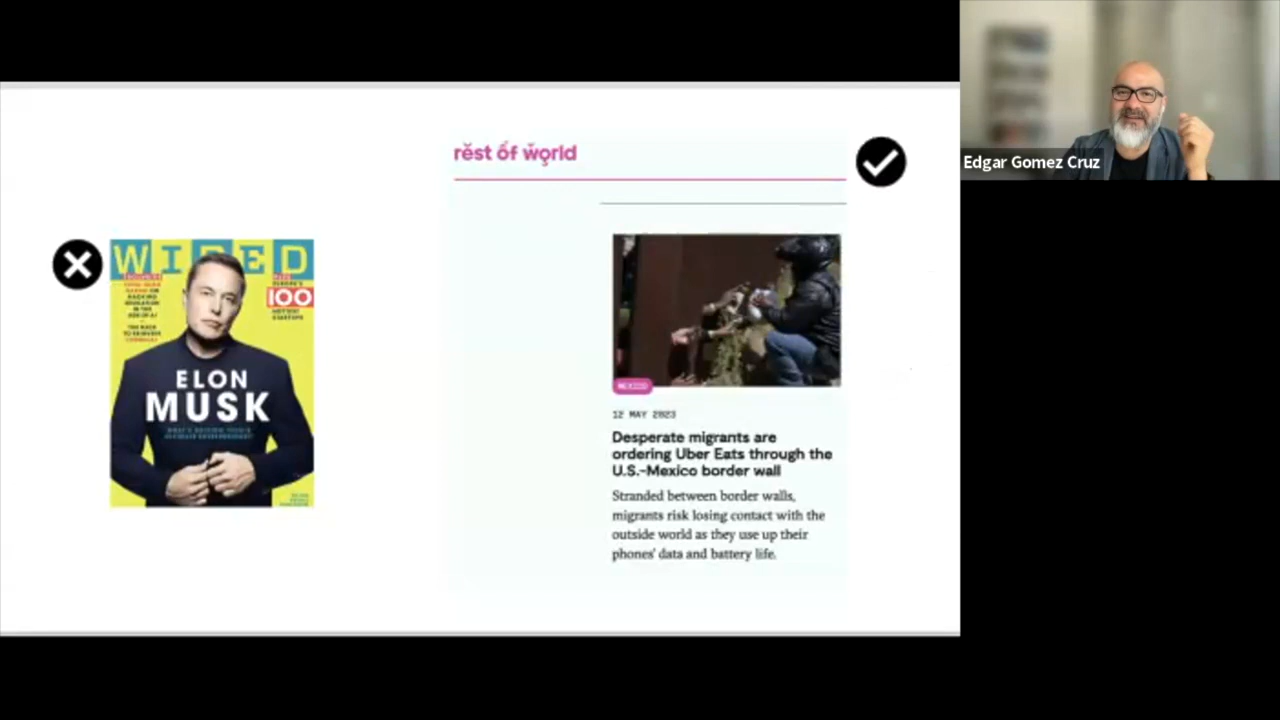 rest of world
WIRED
100
ELON
MUSK
MEXICO
12 MAY 2023
Desperate migrants are
ordering Uber Eats through the
U.S.-Mexico border wall
Stranded between border walls,
migrants risk losing contact with the
outside world as they use up their
phones' data and battery life.
Edgar Gomez Cruz